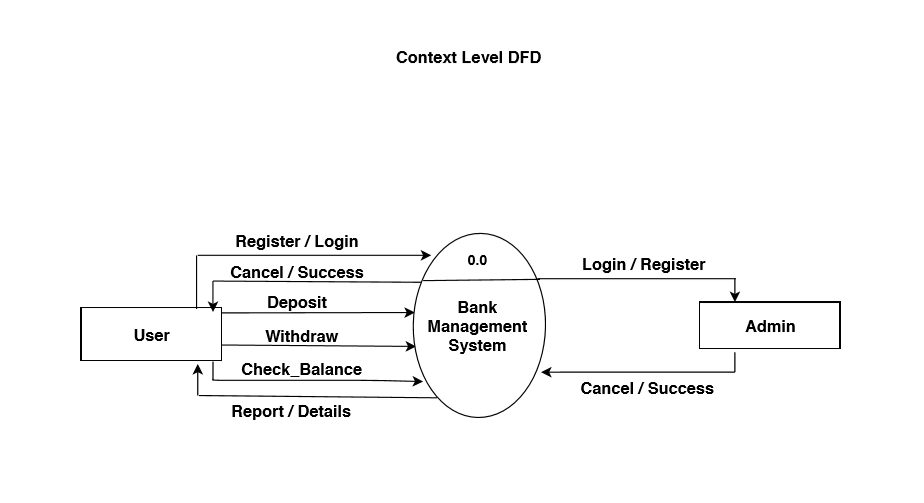 Context Level DFD
Register / Login
0.0
Cancel / Success
Login / Register
Deposit
Bank
Management
System
User
Withdraw
Admin
Check_Balance
Cancel / Success
Report / Details